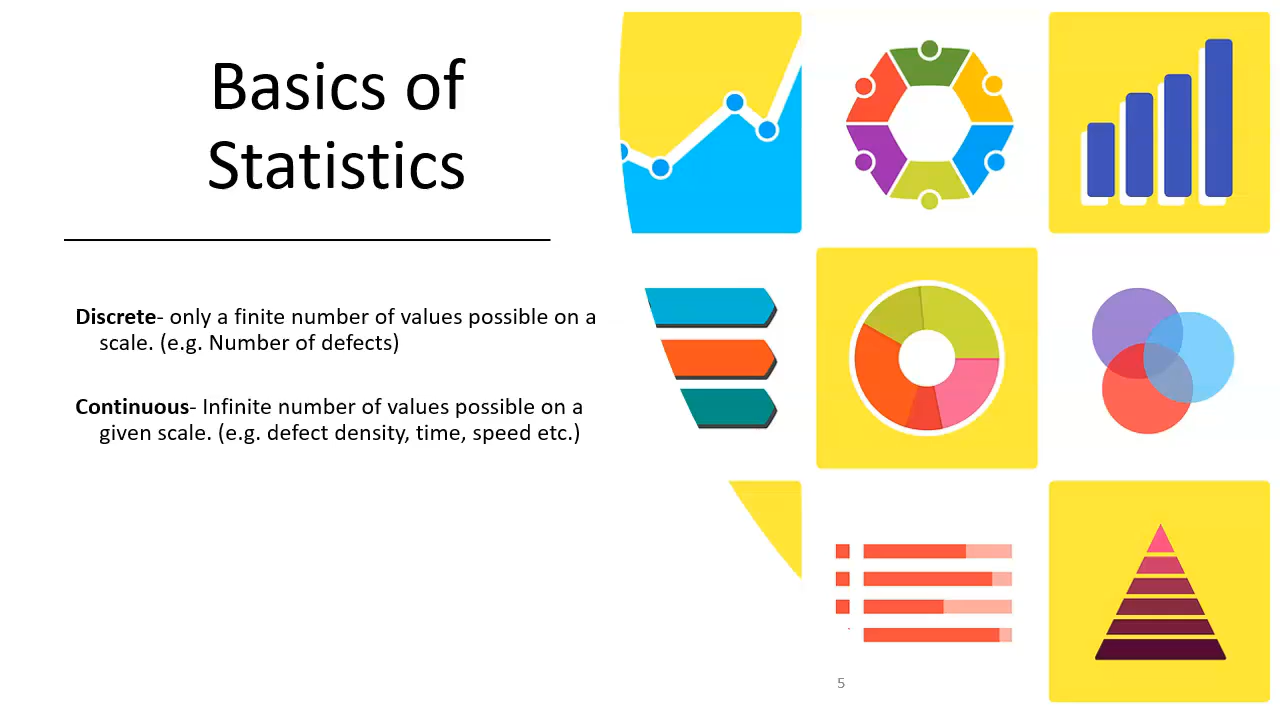 Basics of
Statistics
Discrete- only a finite number of values possible on a
scale. (e.g. Number of defects)
Continuous- Infinite number of values possible on a
given scale. (e.g. defect density, time, speed etc.)
5